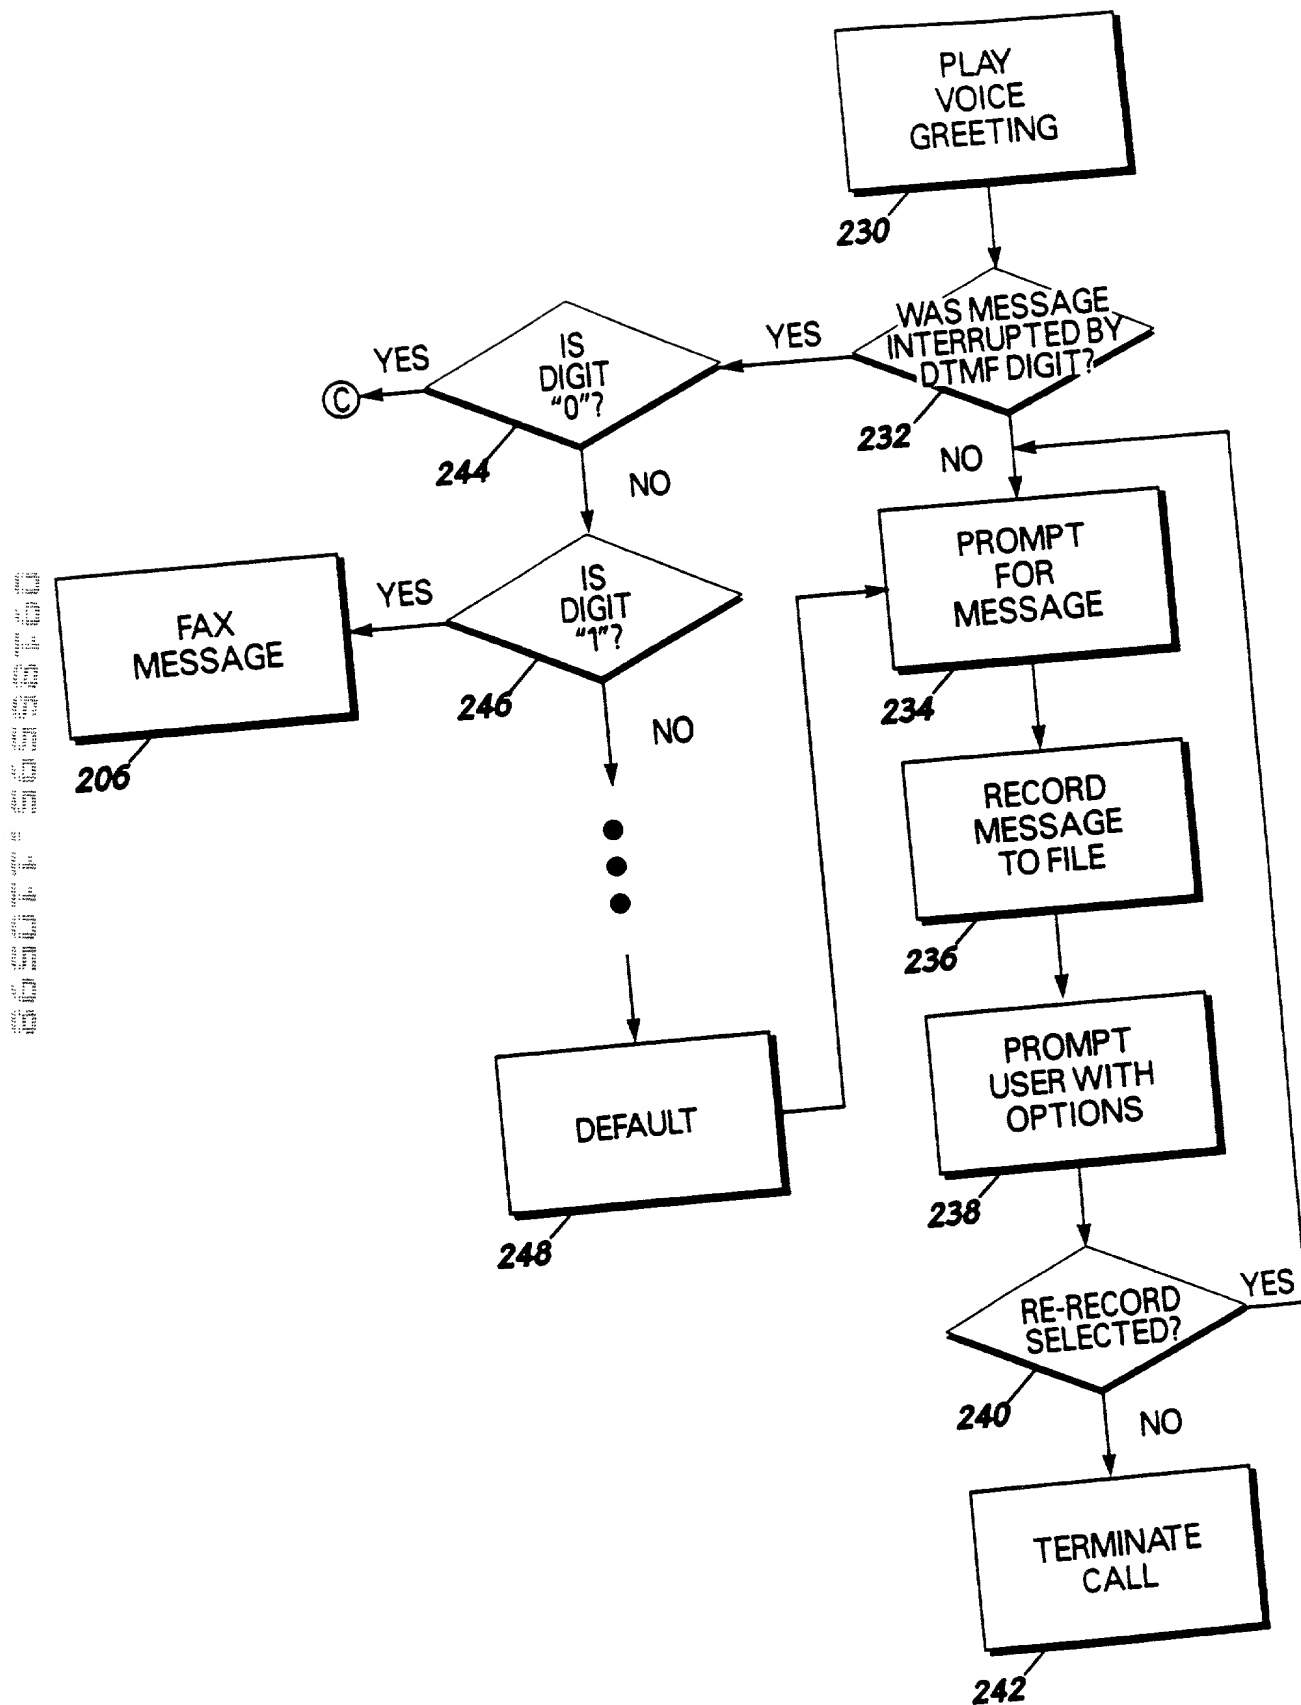 PLAY
VOICE
GREETING
230
WAS MESSAGE
INTERRUPTED BY
DTMF DIGIT?
232
YES
NO
IS
DIGIT
"0"?
244
YES
C
NO
IS
DIGIT
"1"?
246
YES
FAX
MESSAGE
206
NO
DEFAULT
248
PROMPT
FOR
MESSAGE
234
RECORD
MESSAGE
TO FILE
236
PROMPT
USER WITH
OPTIONS
238
RE-RECORD
SELECTED?
240
YES
NO
TERMINATE
CALL
242